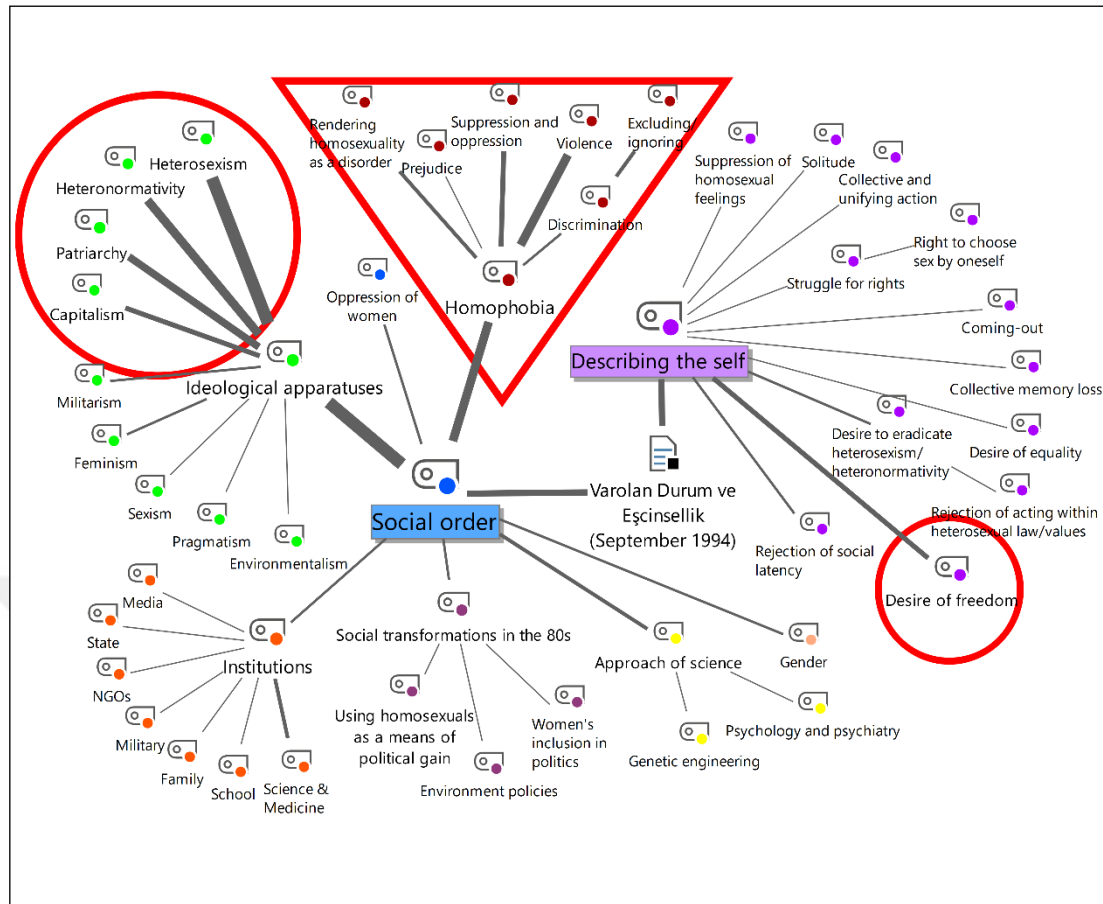 Rendering
homosexuality
as a disorder
Prejudice
Suppression and
oppression
Violence
Excluding/
ignoring
Discrimination
Homophobia
Heterosexism
Heteronormativity
Patriarchy
Capitalism
Ideological apparatuses
Militarism
Feminism
Sexism
Pragmatism
Environmentalism
Oppression of
women
Suppression of
homosexual
feelings
Solitude
Collective and
unifying action
Right to choose
sex by oneself
Struggle for rights
Coming-out
Describing the self
Collective memory loss
Desire to eradicate
heterosexism/
heteronormativity
Desire of equality
Rejection of acting within
heterosexual law/values
Rejection of social
latency
Desire of freedom
Varolan Durum ve
Eşcinsellik
(September 1994)
Social order
Media
State
Institutions
NGOs
Military
Family
School
Science &
Medicine
Social transformations in the 80s
Using homosexuals
as a means of
political gain
Environment policies
Women's
inclusion in
politics
Approach of science
Genetic engineering
Psychology and psychiatry
Gender